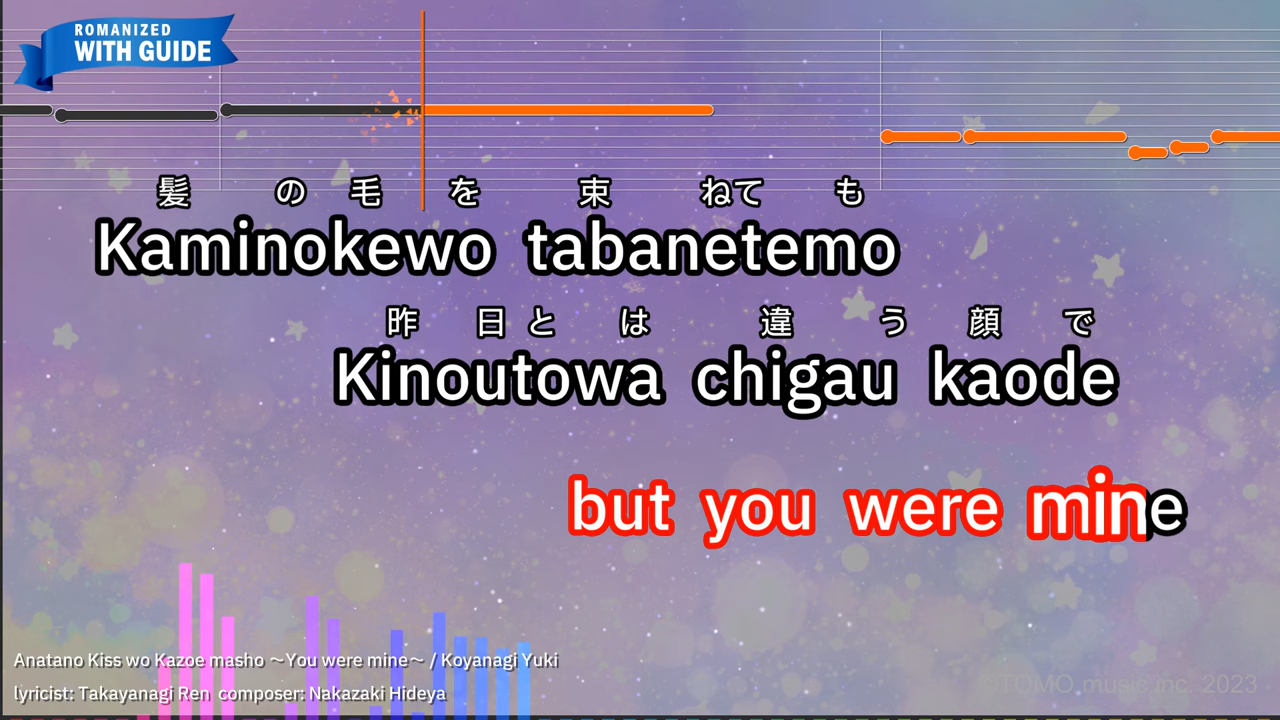 ROMANIZED
WITH GUIDE
髪の毛を束ねても
Kaminokewo tabanetemo
昨日とは違う顔で
Kinoutowa chigau kaode
but you were mine
Anatano Kiss wo Kazoe masho ～You were mine～ / Koyanagi Yuki
lyricist: Takayanagi Ren composer: Nakazaki Hideya
©TOMO music inc. 2023